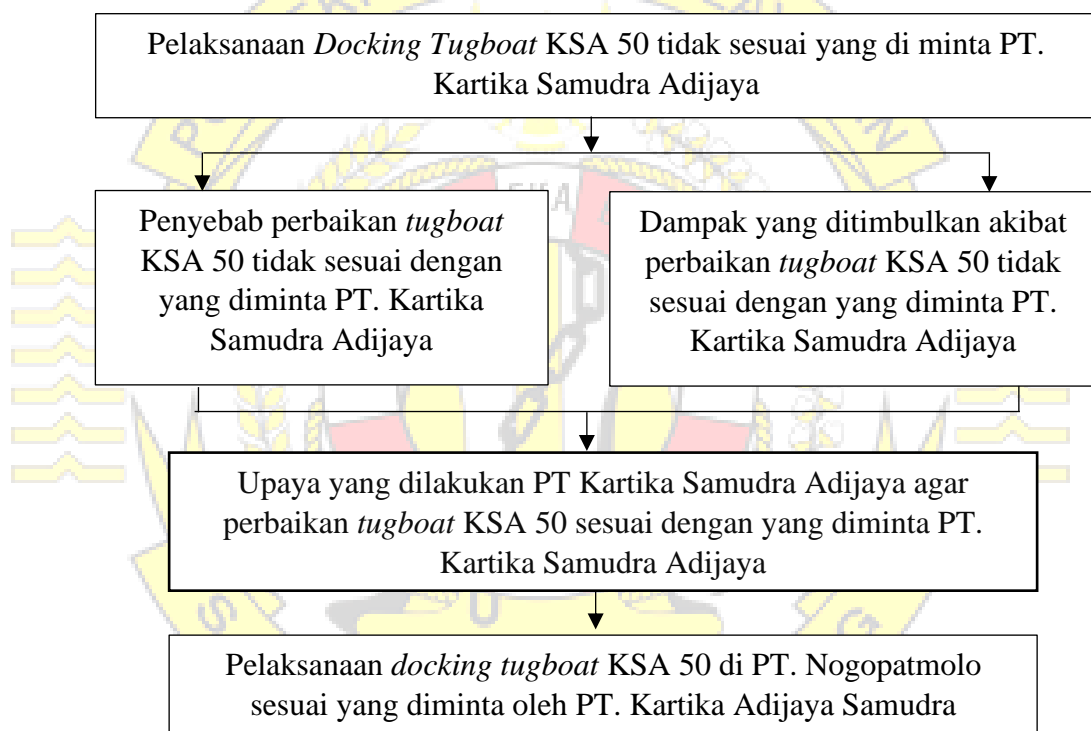 Pelaksanaan Docking Tugboat KSA 50 tidak sesuai yang di minta PT.
Kartika Samudra Adijaya
Penyebab perbaikan tugboat
KSA 50 tidak sesuai dengan
yang diminta PT. Kartika
Samudra Adijaya
Dampak yang ditimbulkan akibat
perbaikan tugboat KSA 50 tidak
sesuai dengan yang diminta PT.
Kartika Samudra Adijaya
Upaya yang dilakukan PT Kartika Samudra Adijaya agar
perbaikan tugboat KSA 50 sesuai dengan yang diminta PT.
Kartika Samudra Adijaya
Pelaksanaan docking tugboat KSA 50 di PT. Nogopatmolo
sesuai yang diminta oleh PT. Kartika Adijaya Samudra